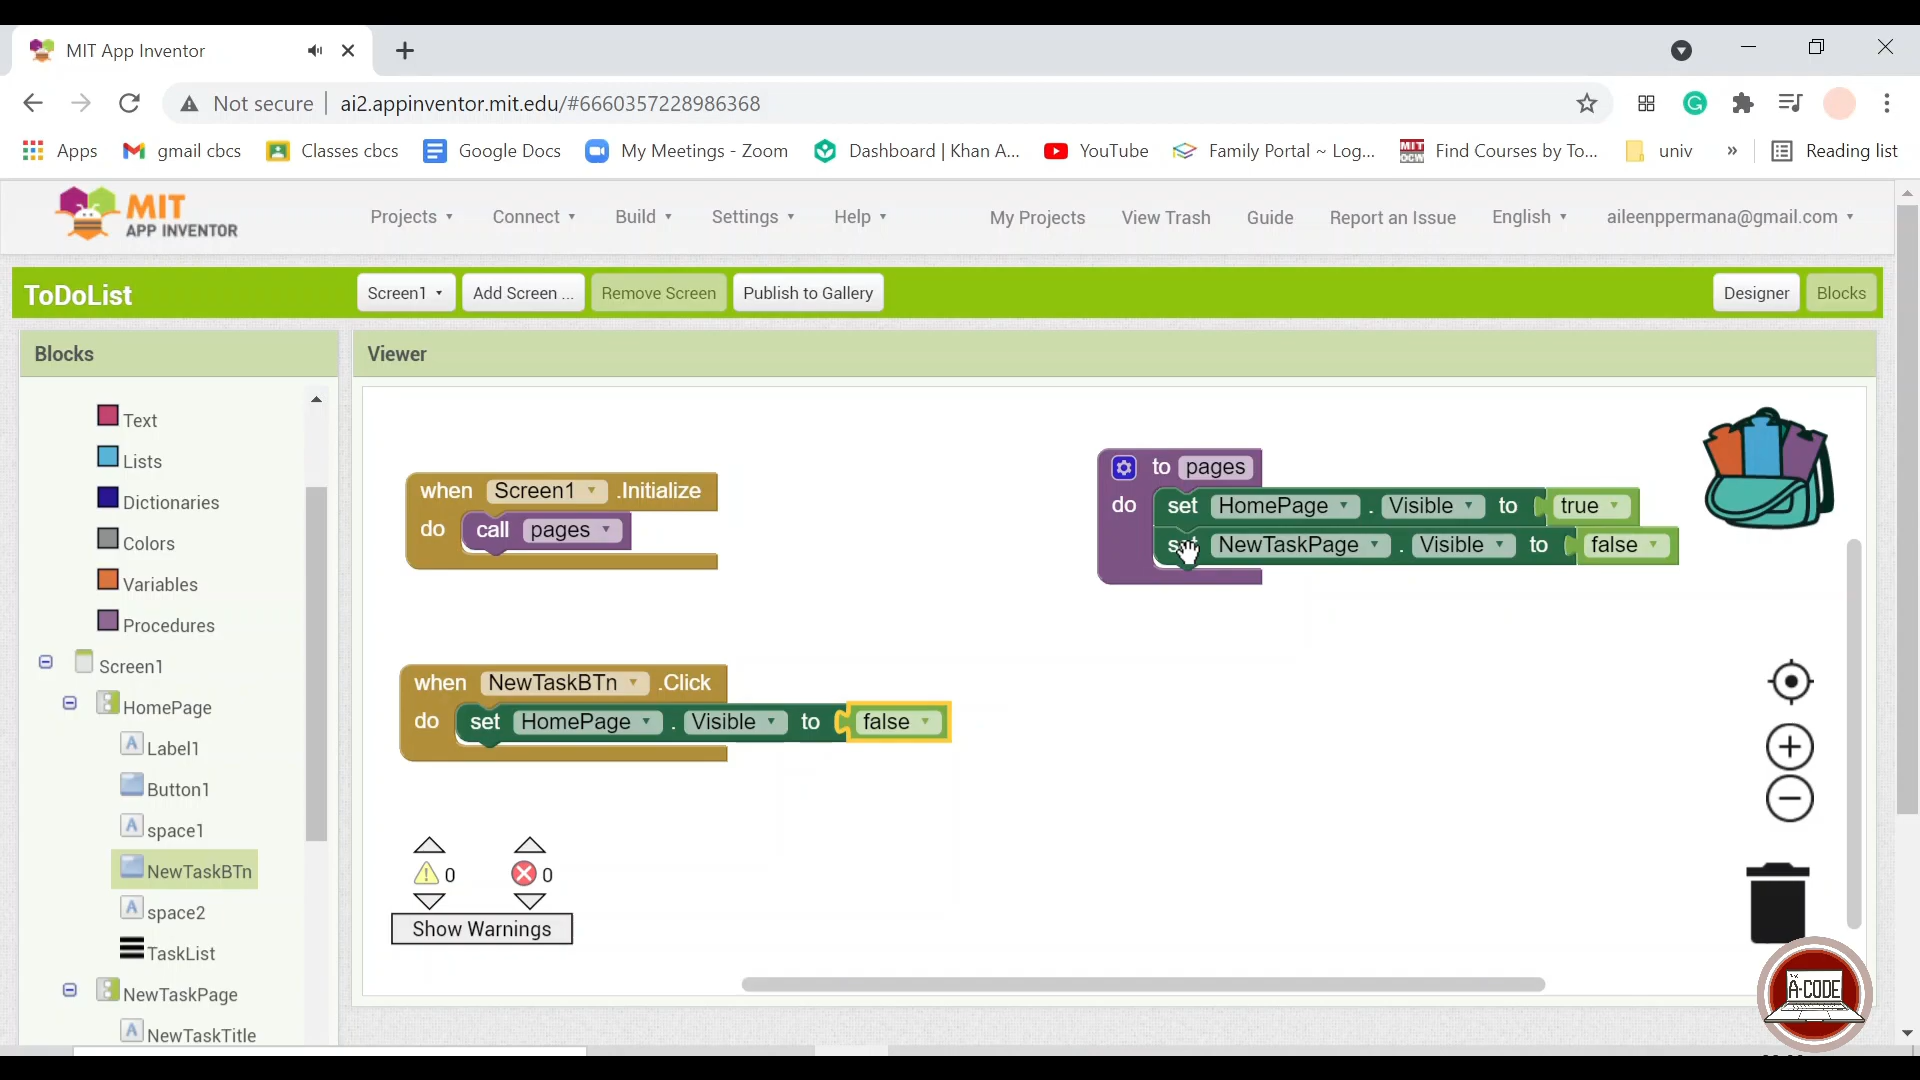 MIT App Inventor
Not secure
ai2.appinventor.mit.edu/#6660357228986368
Apps
gmail cbcs
Classes cbcs
Google Docs
My Meetings - Zoom
Dashboard | Khan A...
YouTube
Family Portal ~ Log...
MIT OCW
Find Courses by To...
univ
»
Reading list
MIT
APP INVENTOR
Projects
Connect
Build
Settings
Help
My Projects
View Trash
Guide
Report an Issue
English
aileenppermana@gmail.com
ToDoList
Screen1
Add Screen ...
Remove Screen
Publish to Gallery
Designer
Blocks
Blocks
Viewer
Text
Lists
Dictionaries
Colors
Variables
Procedures
Screen1
HomePage
A Label1
Button1
A space1
NewTaskBTn
A space2
TaskList
NewTaskPage
A NewTaskTitle
when Screen1 .Initialize
do call pages
to pages
do set HomePage . Visible to true
set NewTaskPage . Visible to false
when NewTaskBTn .Click
do set HomePage . Visible to false
0
0
Show Warnings
A-CODE